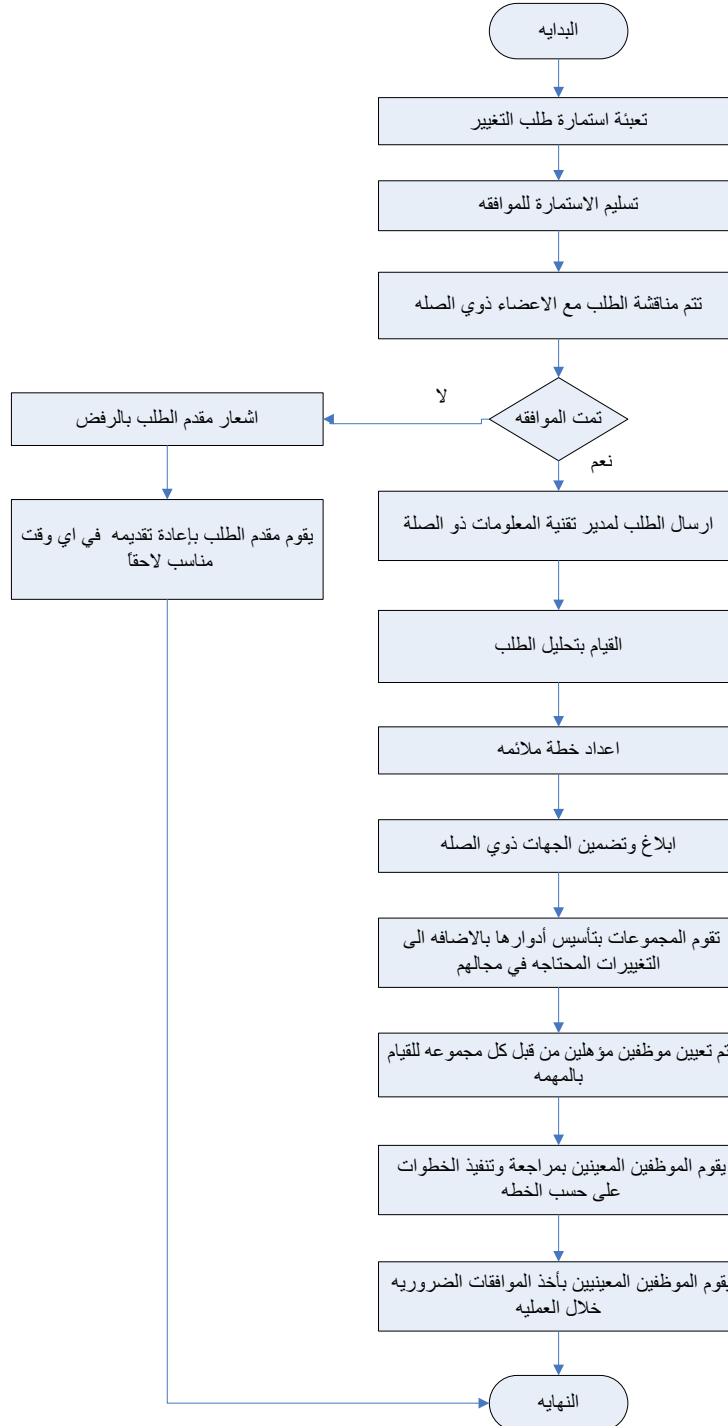 البدايه
تعبئة استمارة طلب التغيير
تسليم الاستمارة للموافقه
تتم مناقشة الطلب مع الاعضاء ذوي الصله
تمت الموافقه
لا
اشعار مقدم الطلب بالرفض
يقوم مقدم الطلب بإعادة تقديمه في اي وقت
مناسب لاحقاً
نعم
ارسال الطلب لمدير تقنية المعلومات ذو الصلة
القيام بتحليل الطلب
اعداد خطة ملائمه
ابلاغ وتضمين الجهات ذوي الصله
تقوم المجموعات بتأسيس أدوارها بالاضافه الى
التغييرات المحتاجه في مجالهم
تم تعيين موظفين مؤهلين من قبل كل مجموعه للقيام
بالمهمه
يقوم الموظفين المعينين بمراجعة وتنفيذ الخطوات
على حسب الخطه
يقوم الموظفين المعينيين بأخذ الموافقات الضروريه
خلال العمليه
النهايه